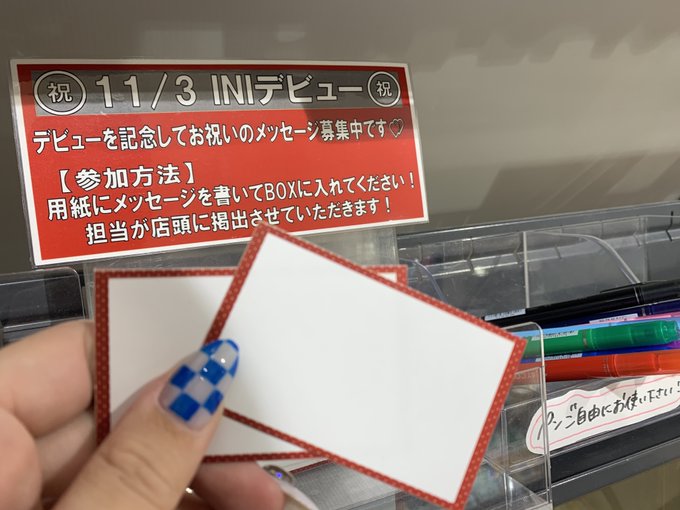 祝 11/3 INIデビュー 祝
デビューを記念してお祝いのメッセージ募集中です♡
【参加方法】
用紙にメッセージを書いてBOXに入れてください！
担当が店頭に掲出させていただきます！
ペンご自由にお使い下さい